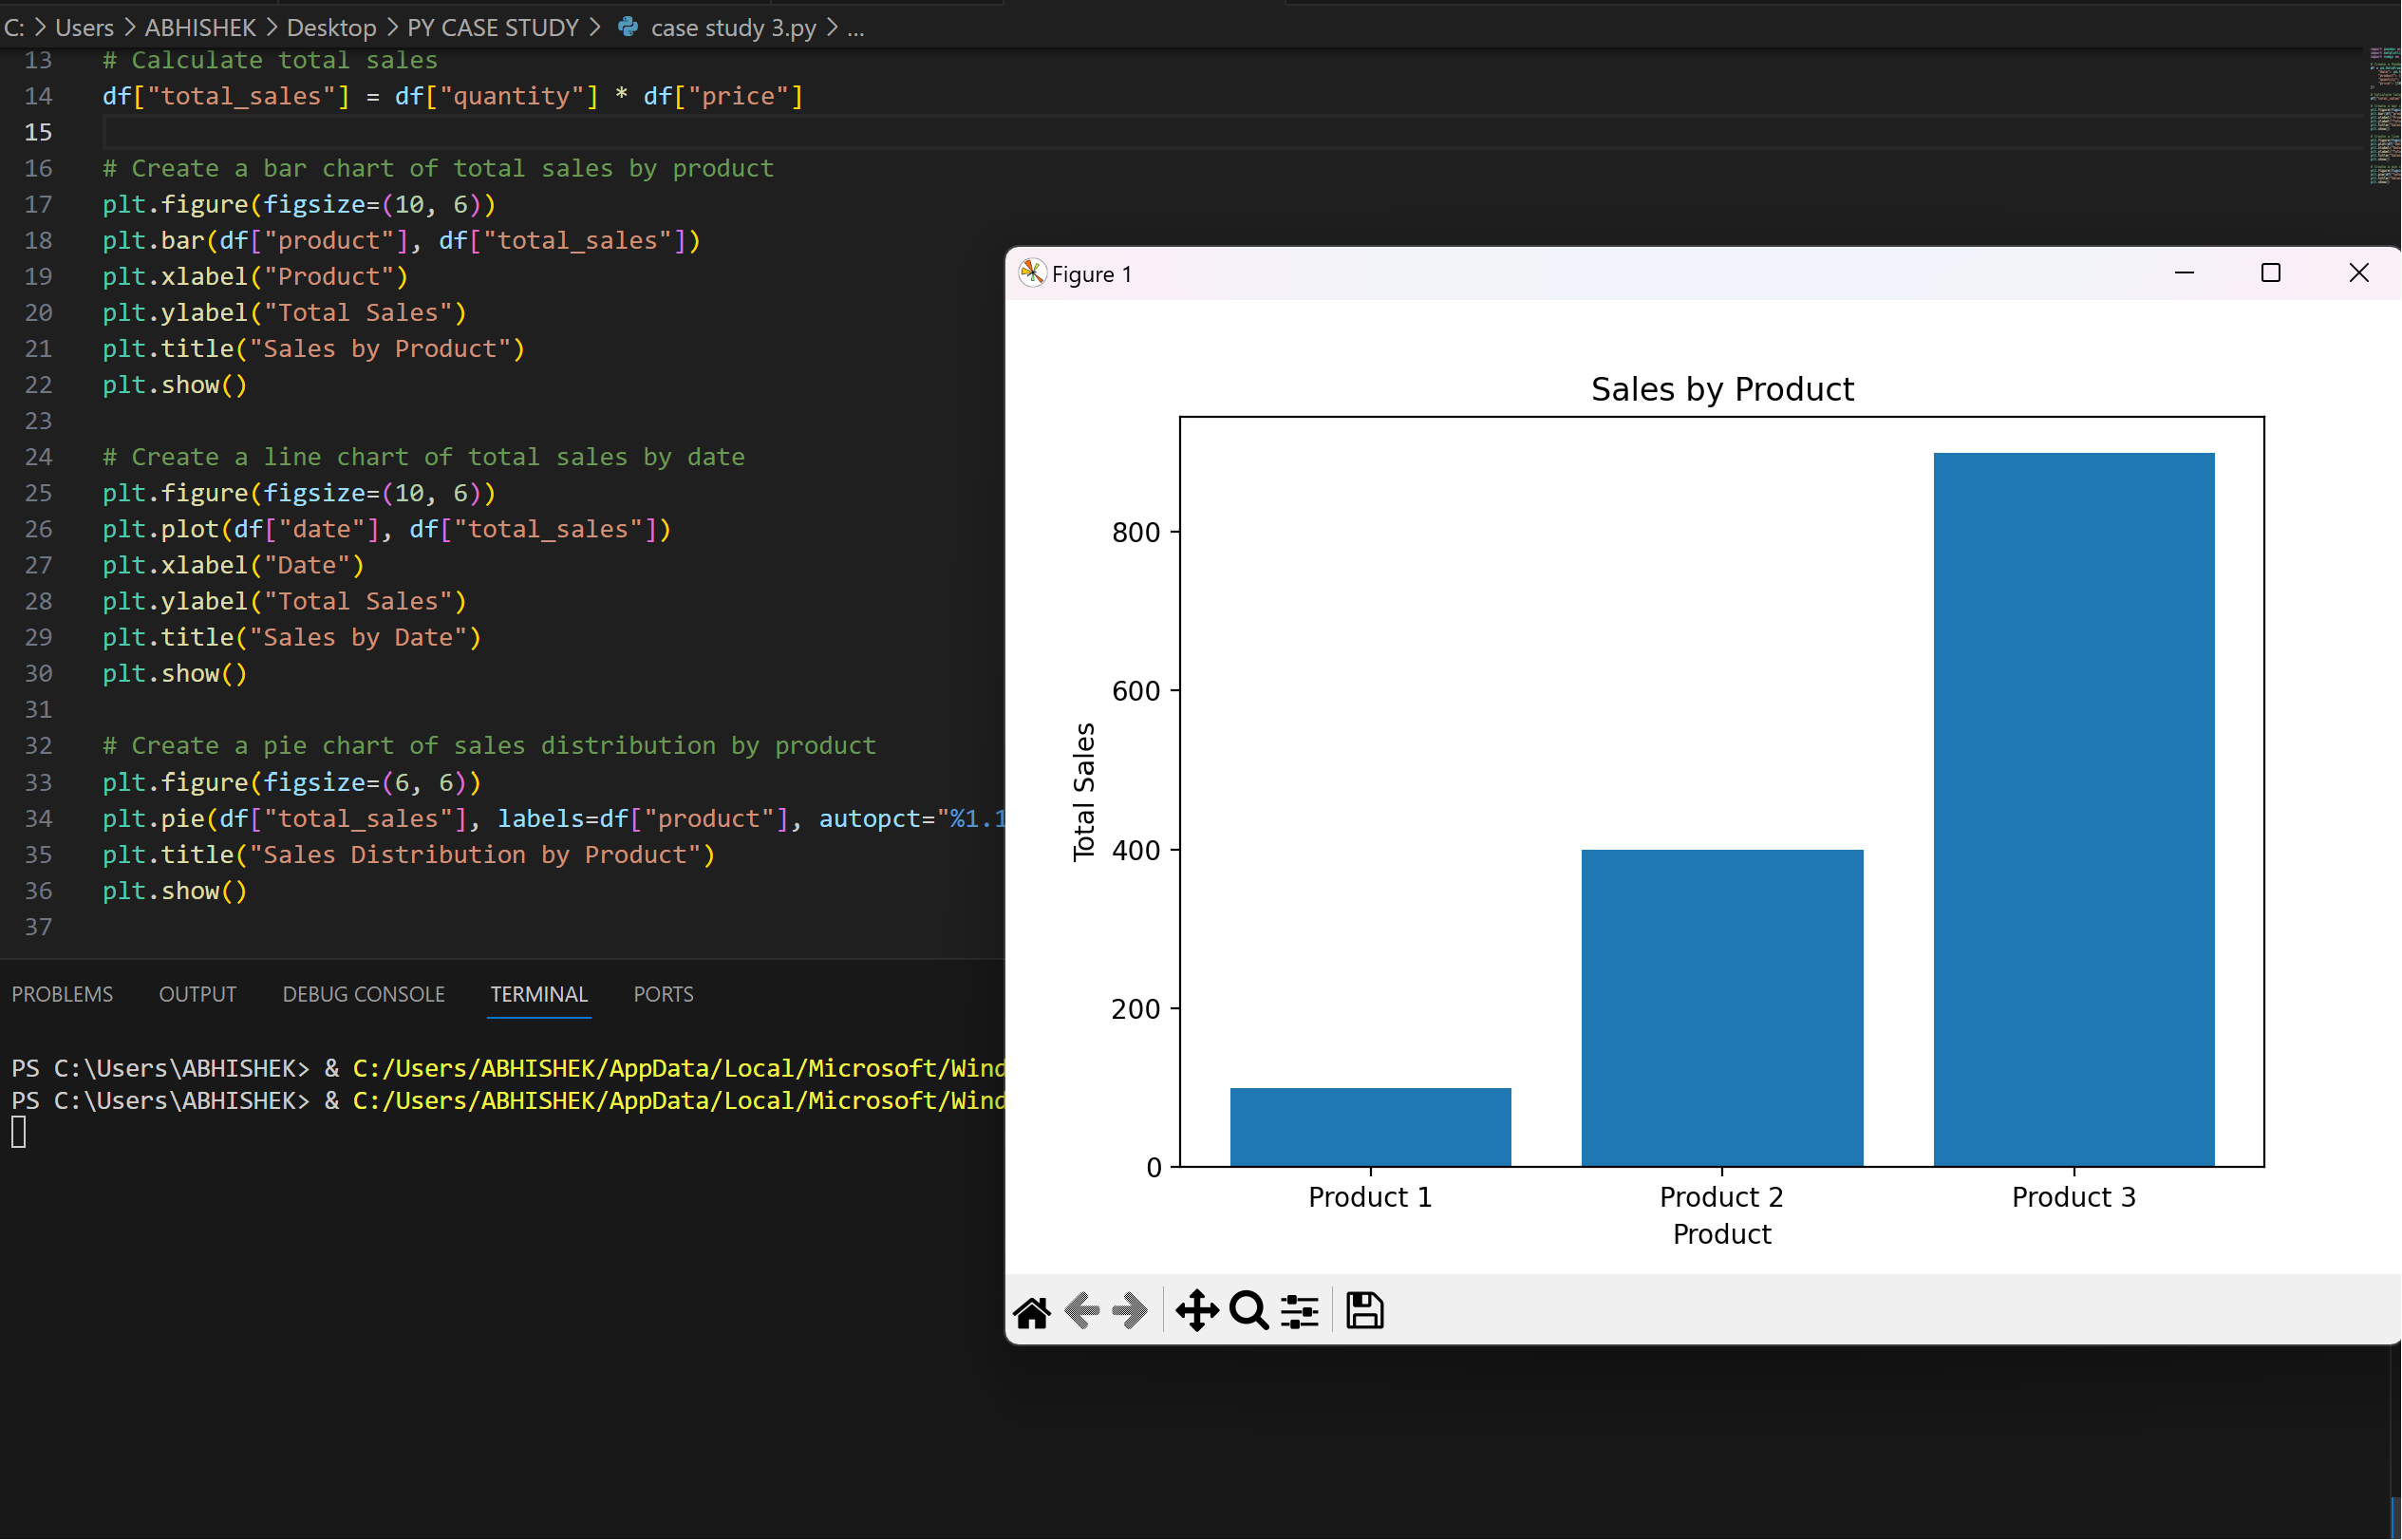 C: > Users > ABHISHEK > Desktop > PY CASE STUDY > case study 3.py > ...
13 # Calculate total sales
14 df["total_sales"] = df["quantity"] * df["price"]
15
16 # Create a bar chart of total sales by product
17 plt.figure(figsize=(10, 6))
18 plt.bar(df["product"], df["total_sales"])
19 plt.xlabel("Product")
20 plt.ylabel("Total Sales")
21 plt.title("Sales by Product")
22 plt.show()
23
24 # Create a line chart of total sales by date
25 plt.figure(figsize=(10, 6))
26 plt.plot(df["date"], df["total_sales"])
27 plt.xlabel("Date")
28 plt.ylabel("Total Sales")
29 plt.title("Sales by Date")
30 plt.show()
31
32 # Create a pie chart of sales distribution by product
33 plt.figure(figsize=(6, 6))
34 plt.pie(df["total_sales"], labels=df["product"], autopct="%1.1
35 plt.title("Sales Distribution by Product")
36 plt.show()
37
PROBLEMS OUTPUT DEBUG CONSOLE TERMINAL PORTS
PS C:\Users\ABHISHEK> & C:/Users/ABHISHEK/AppData/Local/Microsoft/Wind
PS C:\Users\ABHISHEK> & C:/Users/ABHISHEK/AppData/Local/Microsoft/Wind
Figure 1
Sales by Product
Total Sales
800
600
400
200
0
Product 1 Product 2 Product 3
Product